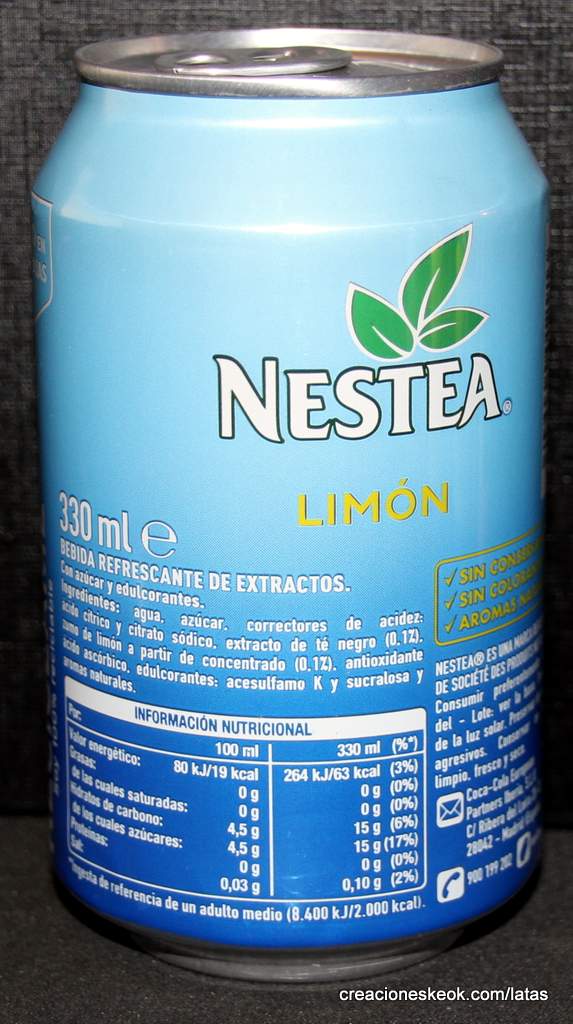 NESTEA®
LIMÓN
330 ml e
BEBIDA REFRESCANTE DE EXTRACTOS.
Con azúcar y edulcorantes.
Ingredientes: agua, azúcar, correctores de acidez:
ácido cítrico y citrato sódico, extracto de té negro (0,1%),
zumo de limón a partir de concentrado (0,1%), antioxidante
ácido ascórbico, edulcorantes: acesulfamo K y sucralosa y
aromas naturales.
INFORMACIÓN NUTRICIONAL
Por: 100 ml 330 ml (%*)
Valor energético: 80 kJ/19 kcal 264 kJ/63 kcal (3%)
Grasas: 0 g 0 g (0%)
de las cuales saturadas: 0 g 0 g (0%)
Hidratos de carbono: 4,5 g 15 g (6%)
de los cuales azúcares: 4,5 g 15 g (17%)
Proteínas: 0 g 0 g (0%)
Sal: 0,03 g 0,10 g (2%)
*Ingesta de referencia de un adulto medio (8.400 kJ/2.000 kcal).
✓ SIN
✓ SIN
✓ AROMAS
NESTEA® ES UNA MARCA
DE SOCIÉTÉ DES
Consumir
del - Lote: ver la
de la luz solar.
agresivos.
limpio, fresco y seco.
Coca-Cola
Partners
C/ Ribera del
28042 - Madrid
900 199 202
creacioneskeok.com/latas